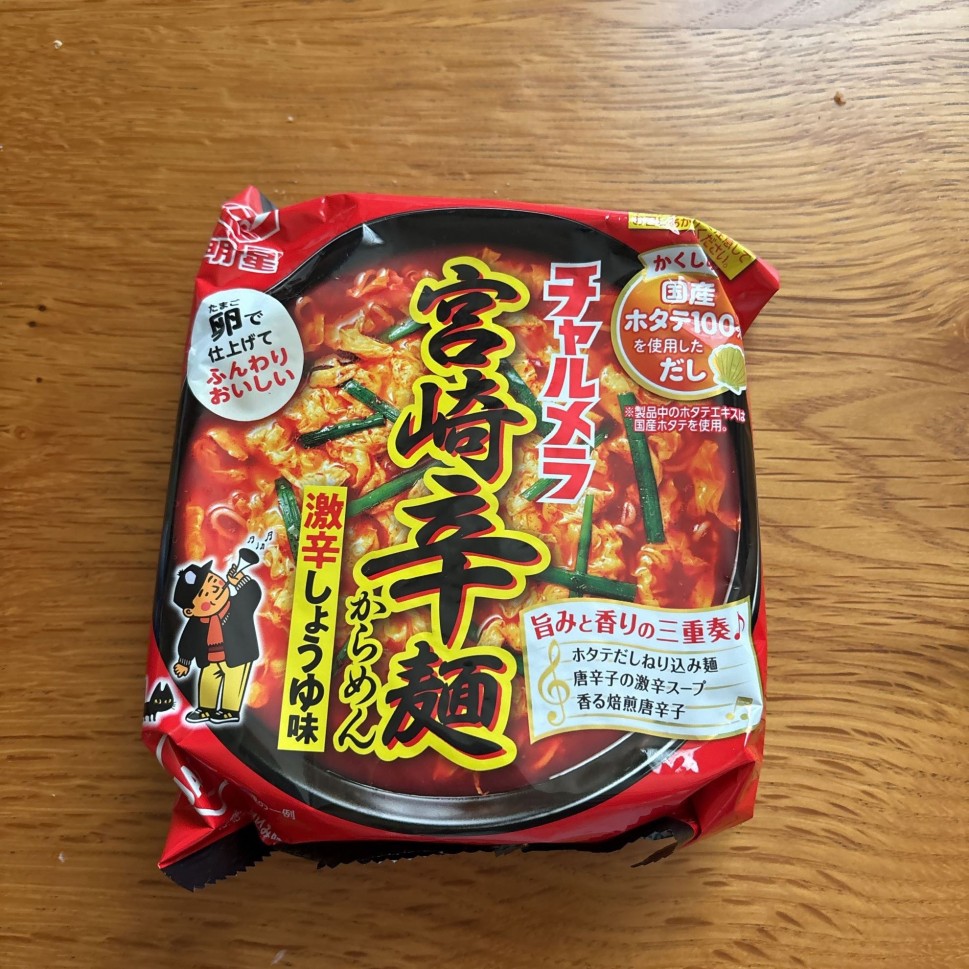 明星
たまご
卵で
仕上げて
ふんわり
おいしい
チャルメラ
宮崎辛麺
からめん
激辛しょうゆ味
かくし
国産
ホタテ100
を使用した
だし
※製品中のホタテエキスは
国産ホタテを使用。
旨みと香りの三重奏♪
ホタテだしねり込み麺
唐辛子の激辛スープ
香る焙煎唐辛子